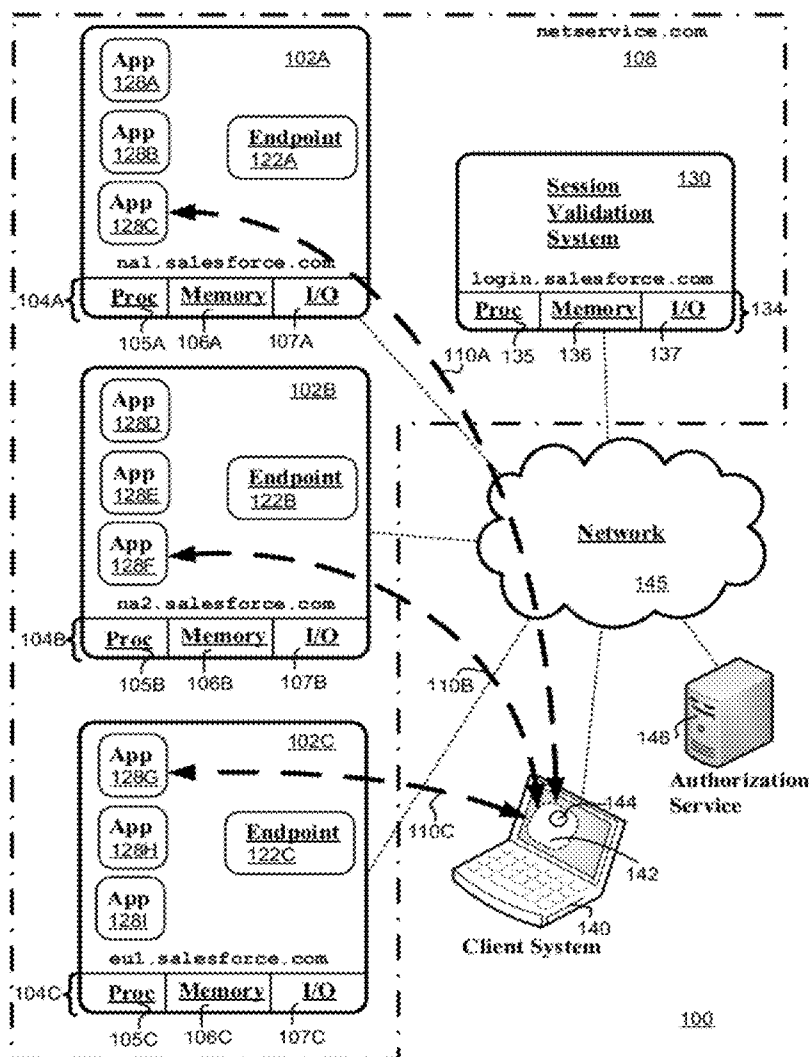 netservice.com
108
102A
App
128A
App
128B
App
128C
Endpoint
122A
na1.salesforce.com
104A
Proc
Memory
I/O
105A
106A
107A
130
Session
Validation
System
login.salesforce.com
Proc
Memory
I/O
134
135
136
137
110A
102B
App
128D
App
128E
App
128F
Endpoint
122B
na2.salesforce.com
104B
Proc
Memory
I/O
105B
106B
107B
110B
Network
145
102C
App
128G
App
128H
App
128I
Endpoint
122C
eu1.salesforce.com
104C
Proc
Memory
I/O
105C
106C
107C
110C
146
Authorization
Service
144
142
140
Client System
100